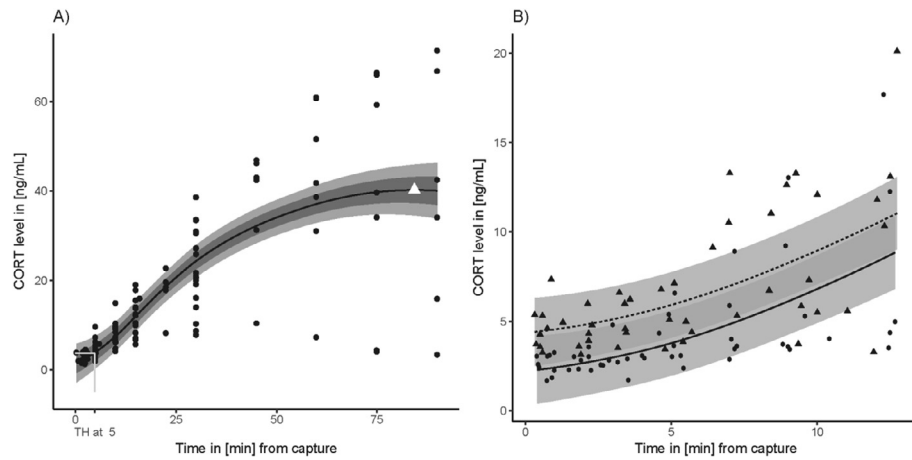 A)
CORT level in [ng/mL]
60
40
20
0
0
25
50
75
TH at 5
Time in [min] from capture
B)
CORT level in [ng/mL]
20
15
10
5
0
0
5
10
Time in [min] from capture